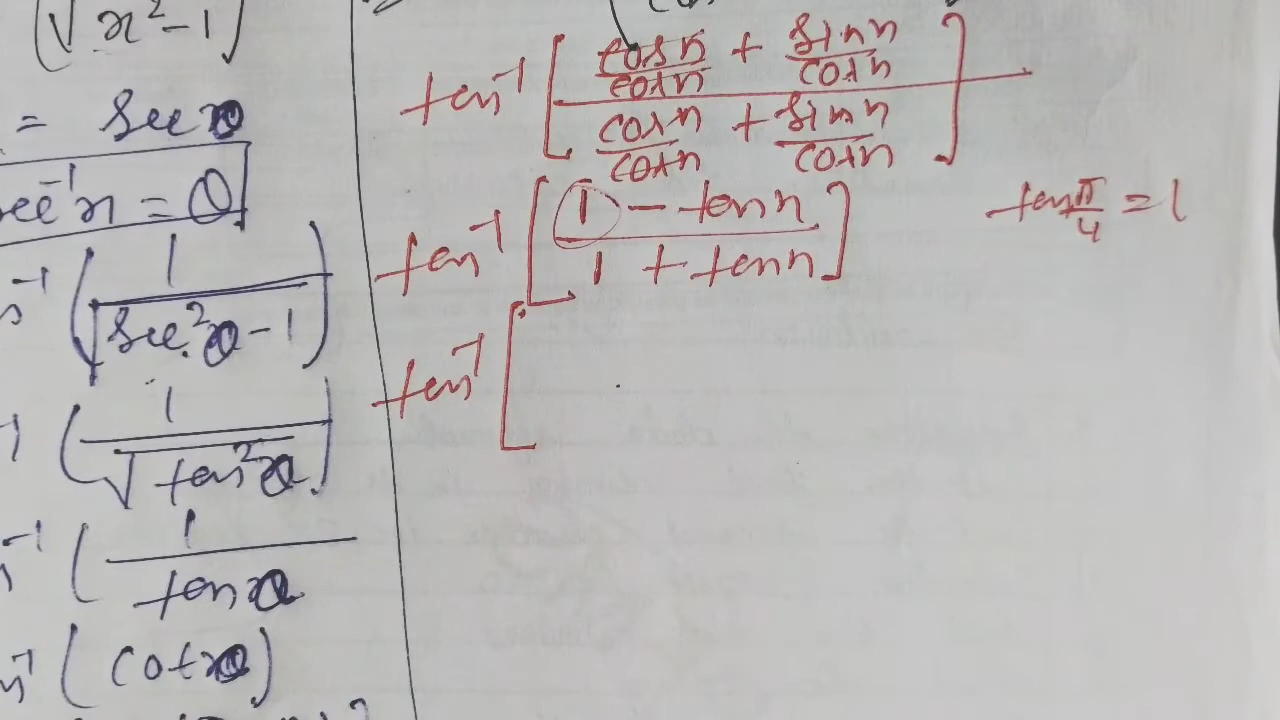 (√x²-1)
= secθ
sec⁻¹x = θ
(1/√sec²θ-1)
(1/√tan²θ)
(1/tanθ)
(cotθ)
tan⁻¹[(cosx/cosx + sinx/cosx)/(cosx/cosx + sinx/cosx)]
tan⁻¹[(1 - tanx)/(1 + tanx)]
tan π/4 = 1
tan⁻¹[